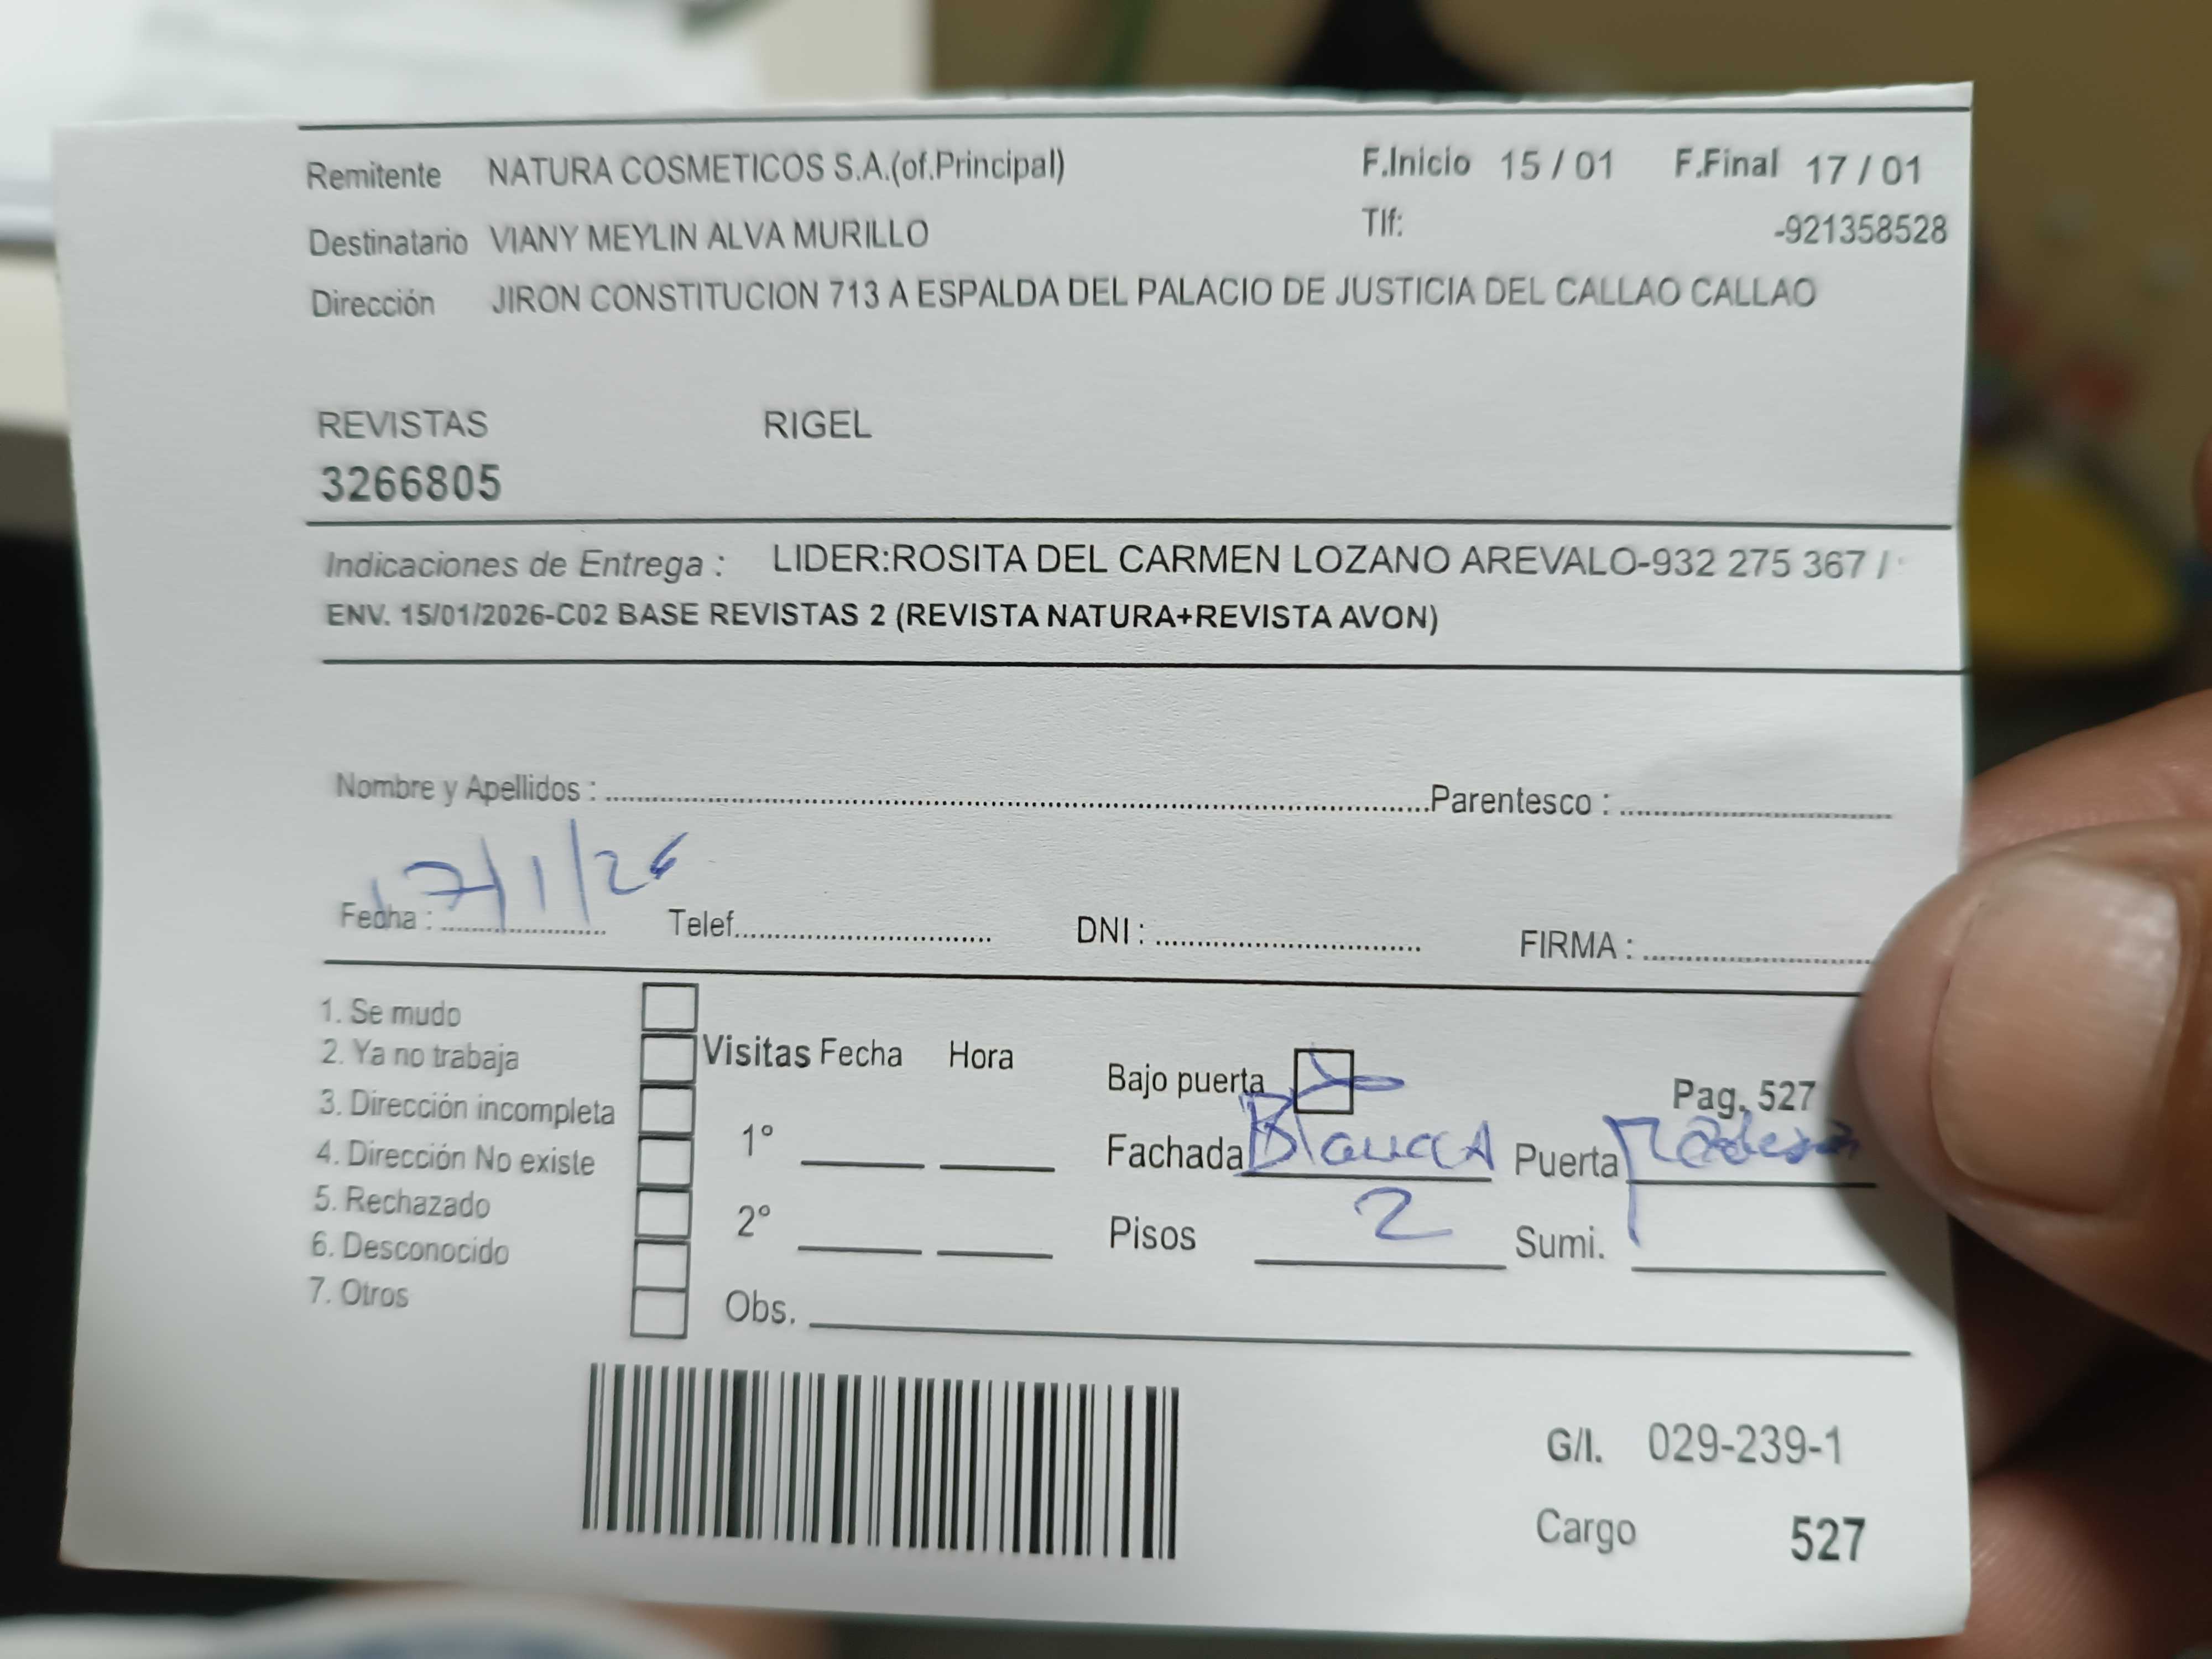 Remitente NATURA COSMETICOS S.A.(of.Principal) F.Inicio 15 / 01 F.Final 17 / 01
Destinatario VIANY MEYLIN ALVA MURILLO Tlf: -921358528
Dirección JIRON CONSTITUCION 713 A ESPALDA DEL PALACIO DE JUSTICIA DEL CALLAO CALLAO
REVISTAS RIGEL
3266805
Indicaciones de Entrega : LIDER:ROSITA DEL CARMEN LOZANO AREVALO-932 275 367 /
ENV. 15/01/2026-C02 BASE REVISTAS 2 (REVISTA NATURA+REVISTA AVON)
Nombre y Apellidos : Parentesco :
Fecha : 17/1/26 Telef. DNI : FIRMA :
1. Se mudo
2. Ya no trabaja
3. Dirección incompleta
4. Dirección No existe
5. Rechazado
6. Desconocido
7. Otros
Visitas Fecha Hora
1°
2°
Obs.
Bajo puerta Pag. 527
Fachada Blanca Puerta
Pisos 2 Sumi.
G/I. 029-239-1
Cargo 527